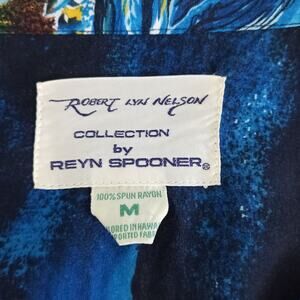 ROBERT LYN NELSON
COLLECTION
by
REYN SPOONER®
100% SPUN RAYON
M